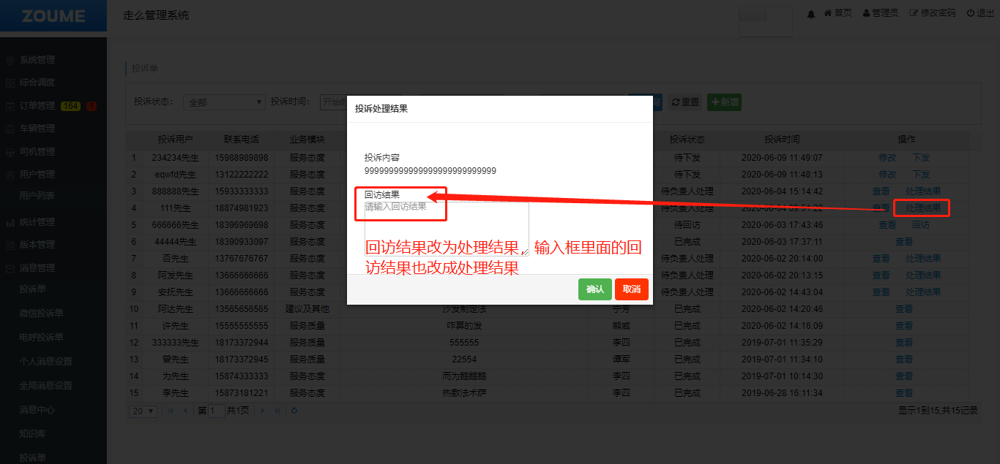 ZOUME 走么管理系统 首页 管理员 修改密码 退出
系统管理
综合调度
订单管理 164 1
车辆管理
司机管理
用户管理
用户列表
统计管理
版本管理
消息管理
投诉单
微信投诉单
电呼投诉单
个人消息设置
全局消息设置
消息中心
知识库
投诉单
投诉单
投诉状态: 全部 投诉时间: 重置 新增
投诉用户 联系电话 业务模块 投诉状态 投诉时间 操作
1 234234先生 15988989898 服务态度 待下发 2020-06-09 11:49:07 修改 下发
2 eqwfd先生 13122222222 服务态度 待下发 2020-06-09 11:48:13 修改 下发
3 888888先生 15933333333 服务态度 待负责人处理 2020-06-04 15:14:42 查看 处理结果
4 111先生 18874981923 服务态度 待负责人处理 查看 处理结果
5 666666先生 18396969698 服务态度 待回访 2020-06-03 17:43:46 查看 回访
6 44444先生 18390933097 服务态度 已完成 2020-06-03 17:37:11 查看
7 否先生 13767676767 服务态度 待负责人处理 2020-06-02 20:14:00 查看 处理结果
8 阿发先生 13666666666 服务态度 待负责人处理 2020-06-02 20:13:15 查看 处理结果
9 安抚先生 13666666666 服务态度 待负责人处理 2020-06-02 14:43:04 查看 处理结果
10 阿达先生 13565656565 建议及其他 沙发制定法 宁芳 已完成 2020-06-02 14:20:46 查看
11 许先生 15555555555 服务质量 咋算的发 熊威 已完成 2020-06-02 14:16:09 查看
12 333333先生 18173372944 服务质量 555555 李四 已完成 2019-07-01 11:35:29 查看
13 曾先生 18173372945 服务质量 22554 谭军 已完成 2019-07-01 11:34:10 查看
14 为先生 15874333333 服务态度 李四 已完成 2019-07-01 10:14:30 查看
15 李先生 15873181221 服务态度 热敷法术萨 李四 已完成 2019-06-28 16:11:34 查看
20 第 1 共1页 显示1到15,共15记录
投诉处理结果
投诉内容
999999999999999999999999999
回访结果
请输入回访结果
回访结果改为处理结果，输入框里面的回
访结果也改成处理结果
确认 取消